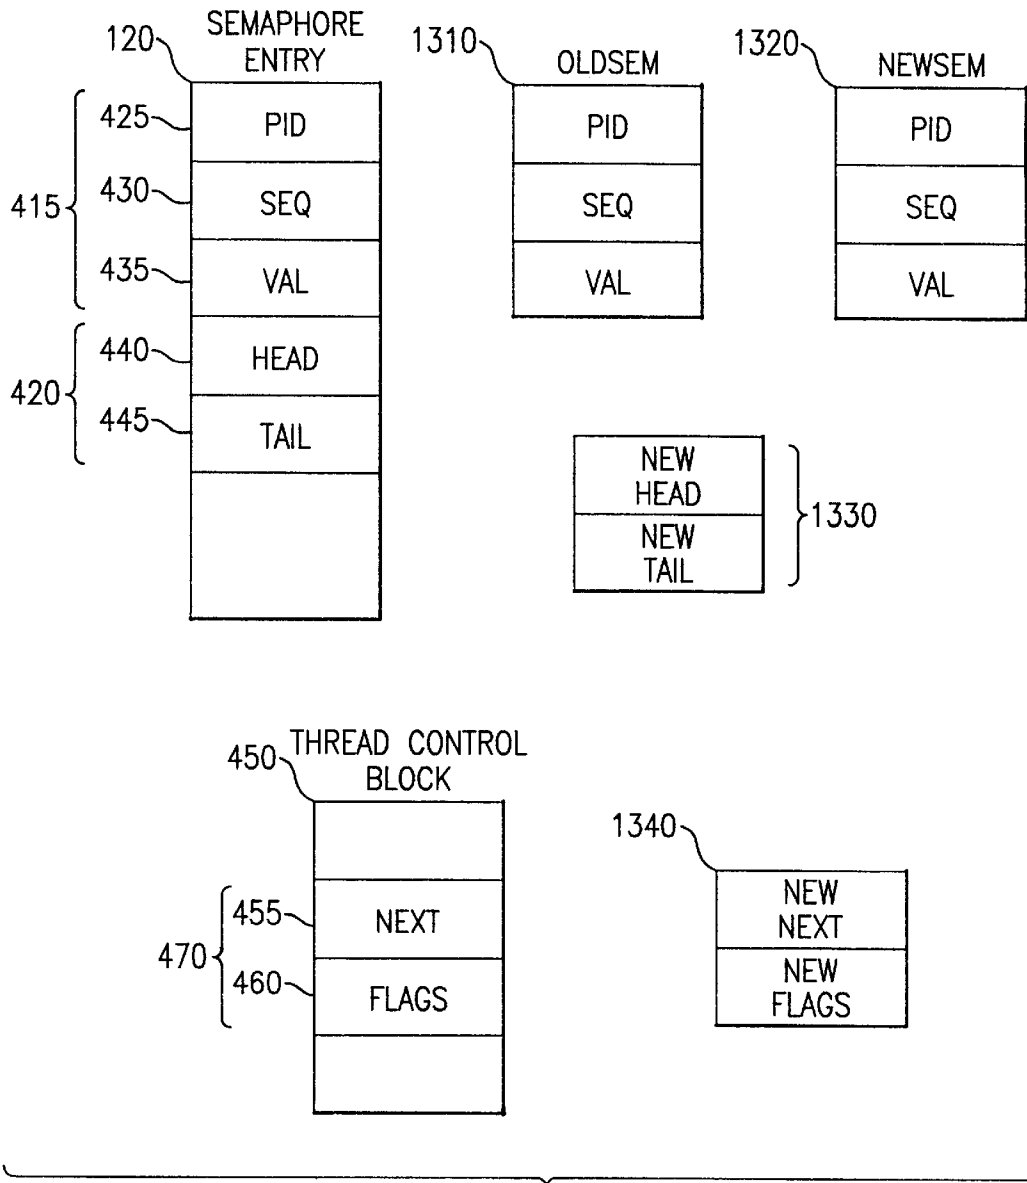 SEMAPHORE
ENTRY
120
1310
OLDSEM
1320
NEWSEM
415
425
PID
PID
PID
430
SEQ
SEQ
SEQ
435
VAL
VAL
VAL
420
440
HEAD
445
TAIL
NEW
HEAD
NEW
TAIL
1330
THREAD CONTROL
BLOCK
450
1340
470
455
NEXT
NEW
NEXT
460
FLAGS
NEW
FLAGS